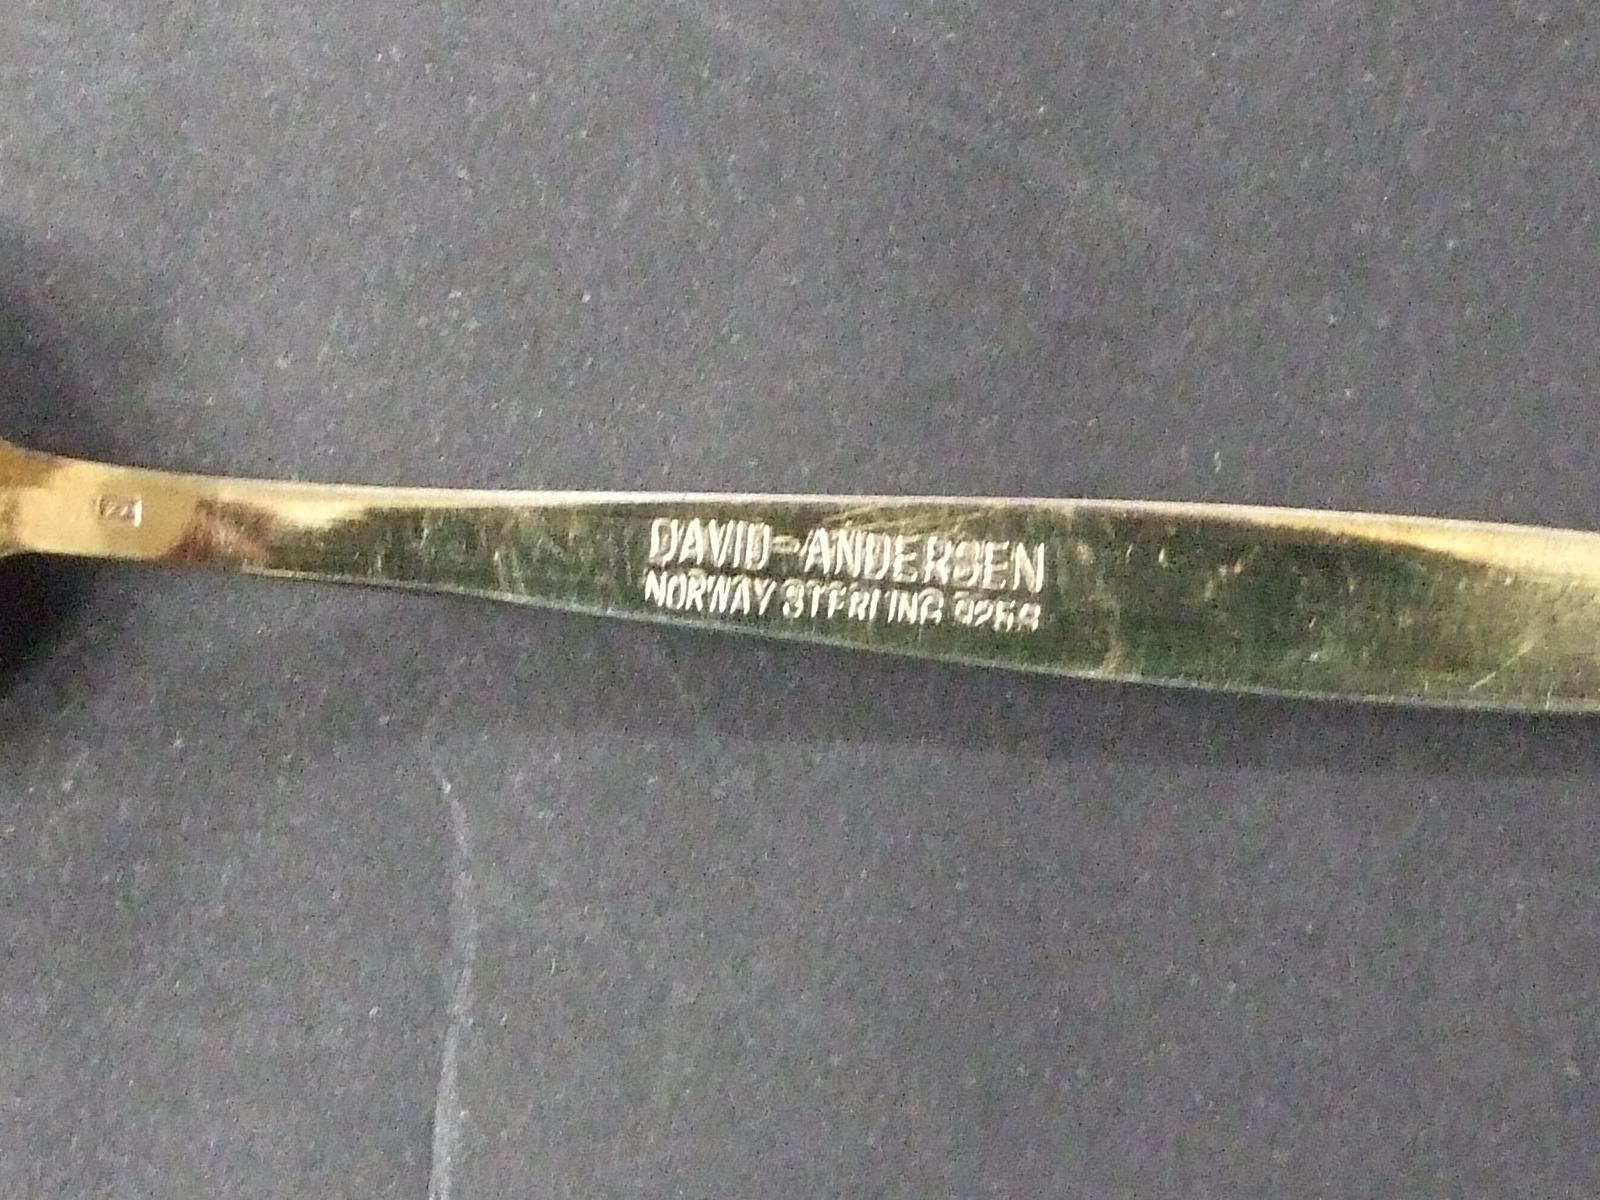 DAVID-ANDERSEN
NORWAY STERLING 925S